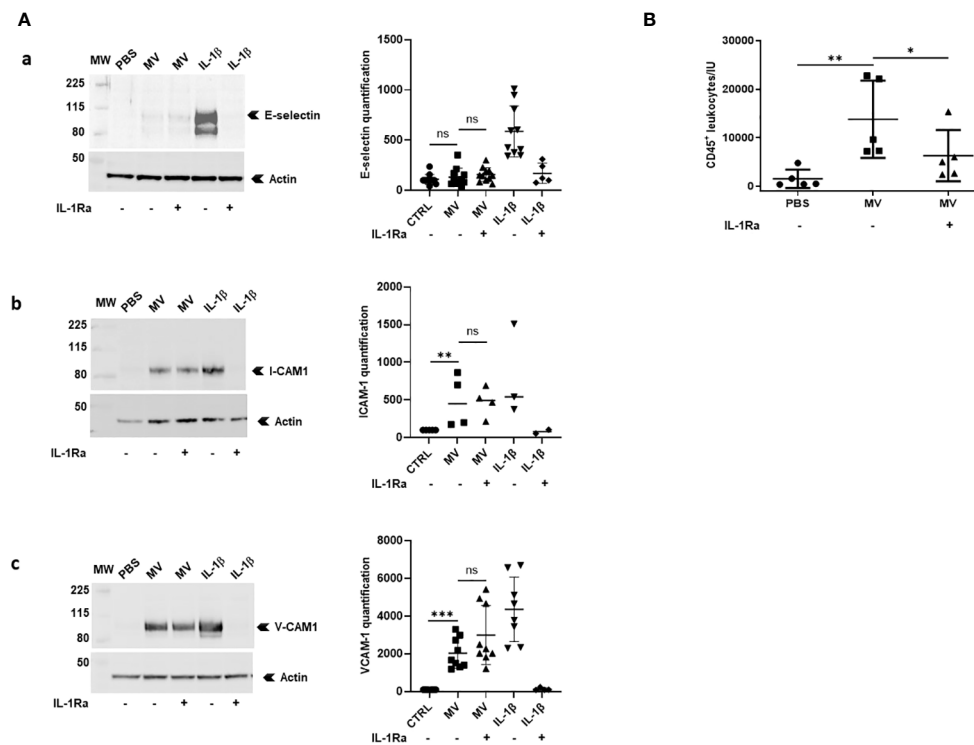 A
B
a
MW PBS MV MV IL-1β IL-1β
225
115
80
50
E-selectin
Actin
IL-1Ra - - + - +
E-selectin quantification
1500
1000
500
0
ns ns
CTRL MV MV IL-1β IL-1β
IL-1Ra - - + - +
CD45+ leukocytes/IU
30000
20000
10000
0
** *
PBS MV MV
IL-1Ra - - +
b
MW PBS MV MV IL-1β IL-1β
225
115
80
50
I-CAM1
Actin
IL-1Ra - - + - +
ICAM-1 quantification
2000
1500
1000
500
0
** ns
CTRL MV MV IL-1β IL-1β
IL-1Ra - - + - +
c
MW PBS MV MV IL-1β IL-1β
225
115
80
50
V-CAM1
Actin
IL-1Ra - - + - +
VCAM-1 quantification
8000
6000
4000
2000
0
*** ns
CTRL MV MV IL-1β IL-1β
IL-1Ra - - + - +